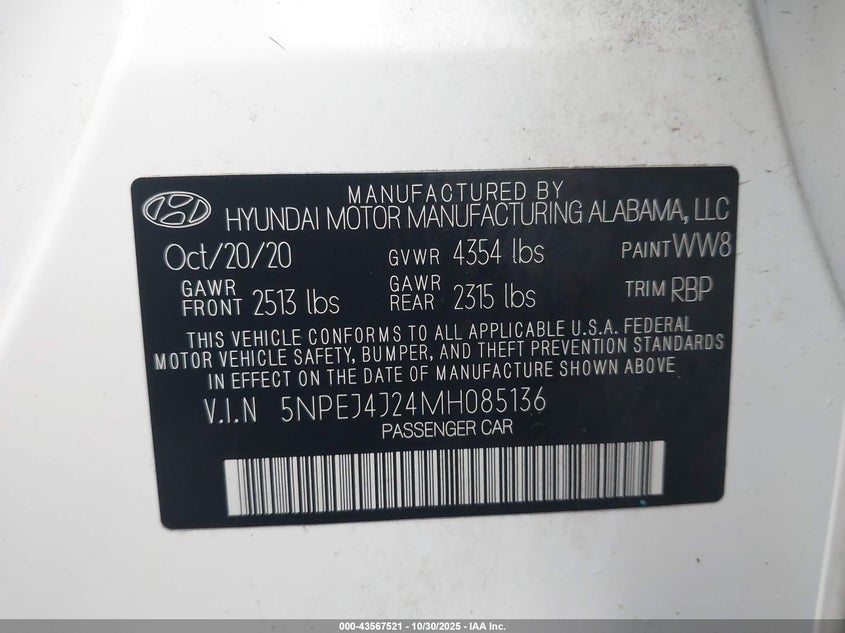 MANUFACTURED BY
HYUNDAI MOTOR MANUFACTURING ALABAMA, LLC
Oct/20/20 GVWR 4354 lbs PAINT WW8
GAWR FRONT 2513 lbs GAWR REAR 2315 lbs TRIM RBP
THIS VEHICLE CONFORMS TO ALL APPLICABLE U.S.A. FEDERAL
MOTOR VEHICLE SAFETY, BUMPER, AND THEFT PREVENTION STANDARDS
IN EFFECT ON THE DATE OF MANUFACTURE SHOWN ABOVE
V.I.N 5NPEJ4J24MH085136
PASSENGER CAR
000-43567521 - 10/30/2025 - IAA Inc.